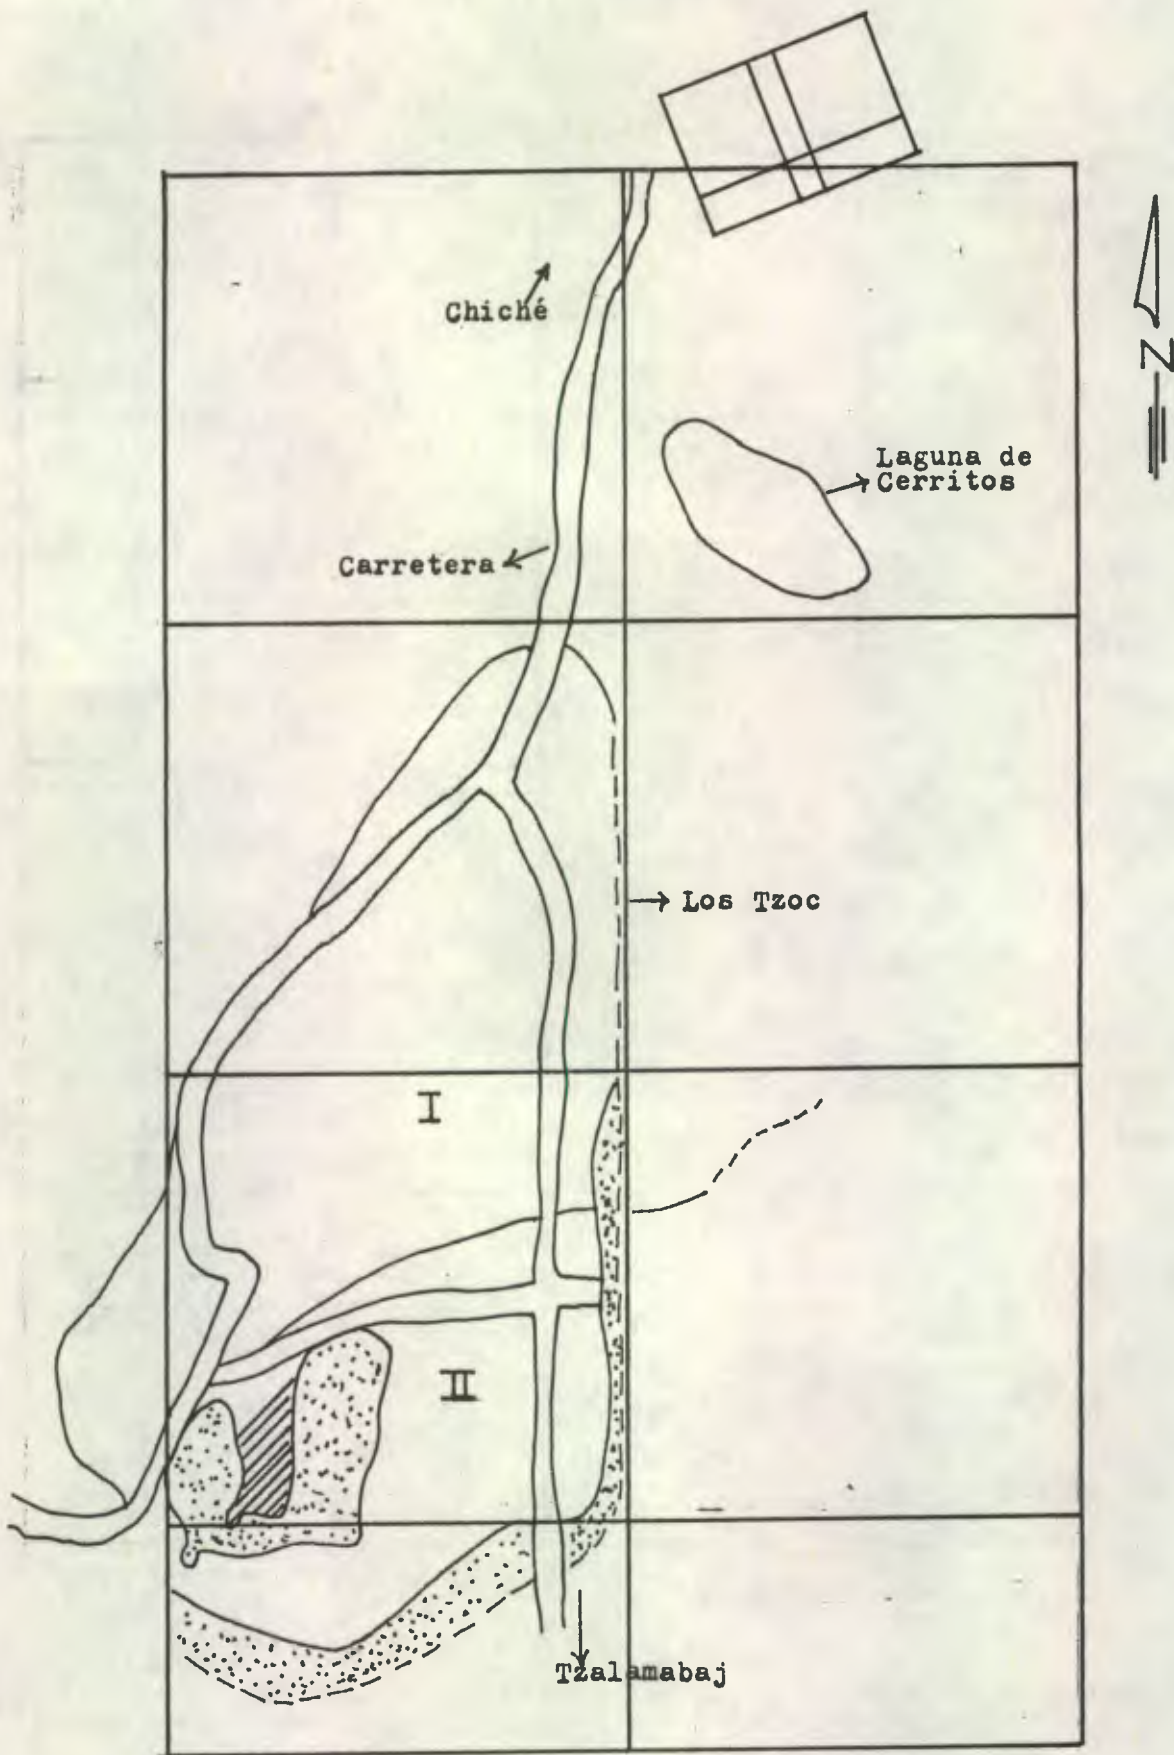 Chiché
Laguna de
Cerritos
Carretera
Los Tzoc
I
II
Tzalamabaj
N